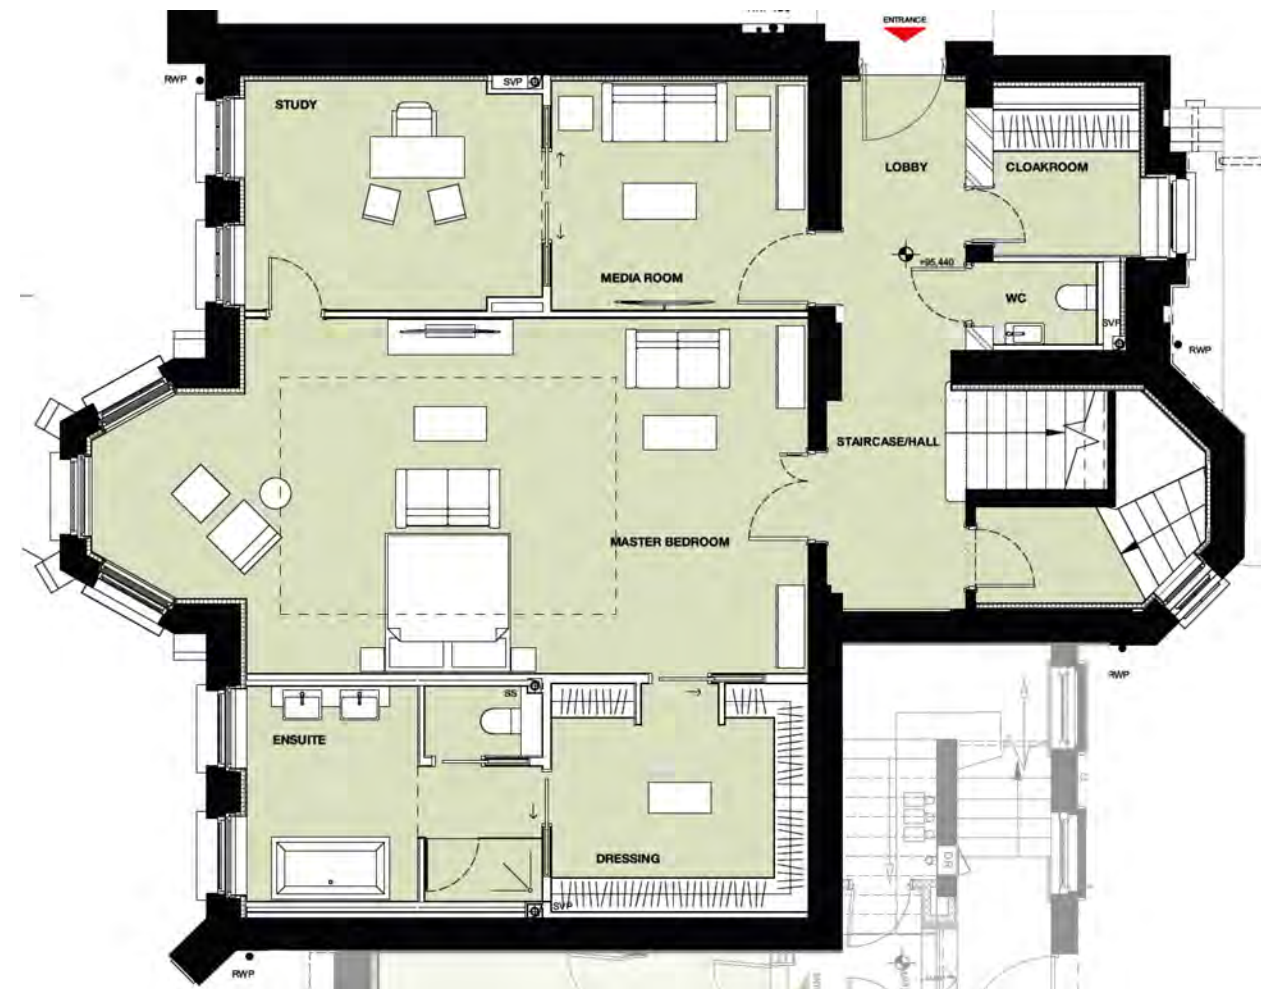 ENTRANCE
RWP
SVP
STUDY
LOBBY
CLOAKROOM
MEDIA ROOM
+95,440
WC
SVP
RWP
STAIRCASE/HALL
MASTER BEDROOM
RWP
SS
ENSUITE
DRESSING
DR
SVP
RWP